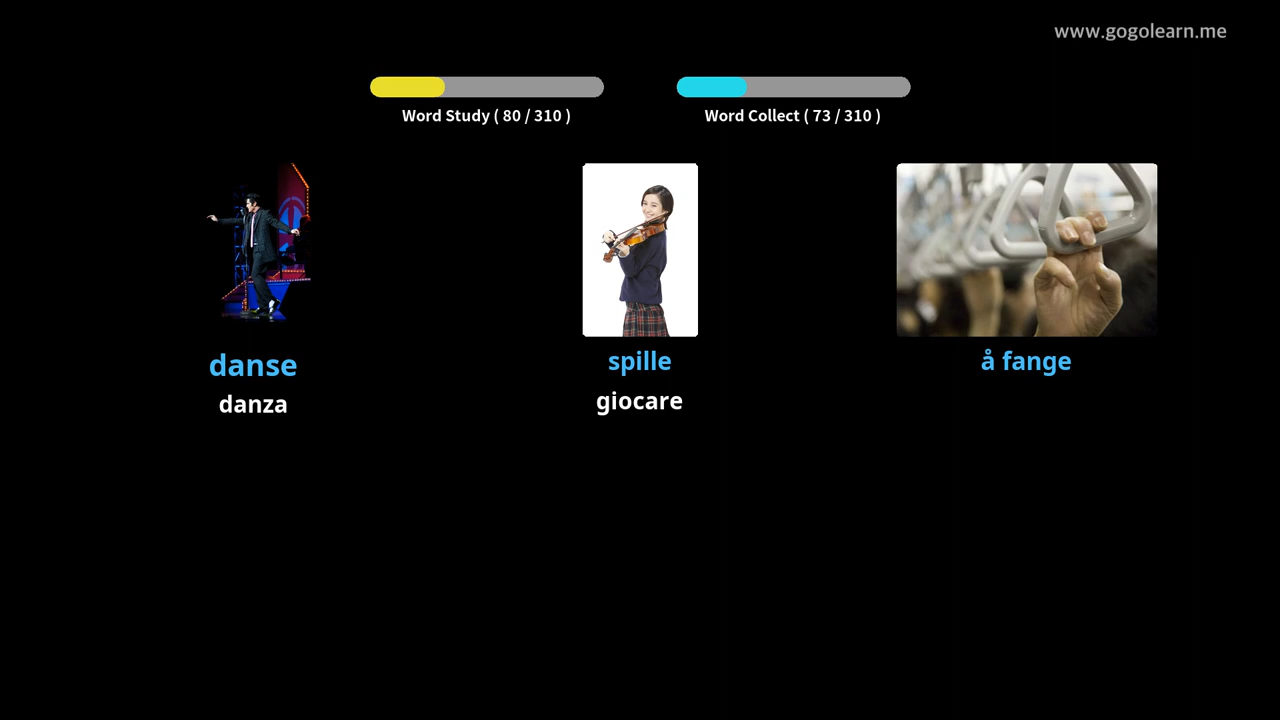 www.gogolearn.me
Word Study ( 80 / 310 )
Word Collect ( 73 / 310 )
danse
danza
spille
giocare
å fange